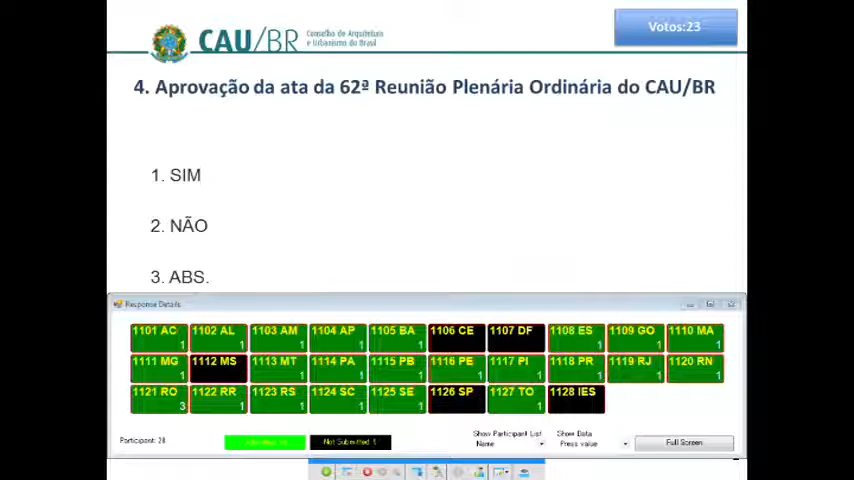 CAU/BR Conselho de Arquitetura
e Urbanismo do Brasil
Votos:23
4. Aprovação da ata da 62ª Reunião Plenária Ordinária do CAU/BR
1. SIM
2. NÃO
3. ABS.
Response Details
1101 AC 1102 AL 1103 AM 1104 AP 1105 BA 1106 CE 1107 DF 1108 ES 1109 GO 1110 MA
1 1 1 1 1 1 1 1
1111 MG 1112 MS 1113 MT 1114 PA 1115 PB 1116 PE 1117 PI 1118 PR 1119 RJ 1120 RN
1 1 1 1 1 1 1 1 1
1121 RO 1122 RR 1123 RS 1124 SC 1125 SE 1126 SP 1127 TO 1128 IES
3 1 1 1 1 1
Show Participant List Show Data
Participant: 28 Not Submitted Name Press value Full Screen